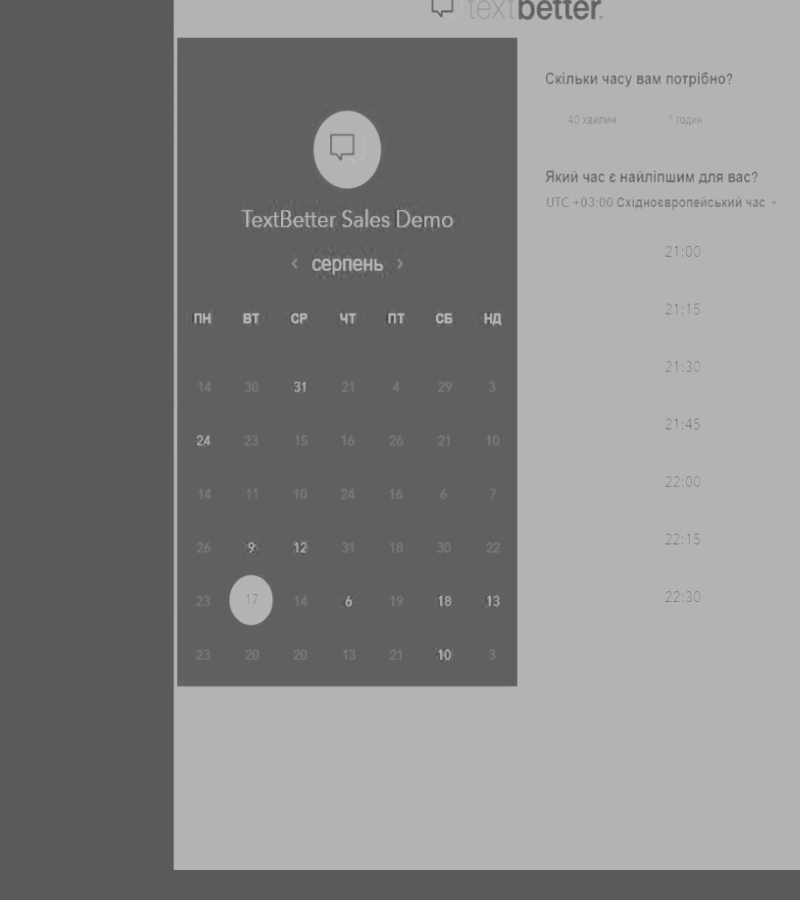 textbetter.
TextBetter Sales Demo
‹ серпень ›
ПН ВТ СР ЧТ ПТ СБ НД
14 30 31 21 4 29 3
24 23 15 16 26 21 10
14 11 10 24 16 6 7
26 9 12 31 18 30 22
23 17 14 6 19 18 13
23 20 20 13 21 10 3
Скільки часу вам потрібно?
40 хвилин 1 годин
Який час є найліпшим для вас?
UTC +03:00 Східноєвропейський час
21:00
21:15
21:30
21:45
22:00
22:15
22:30